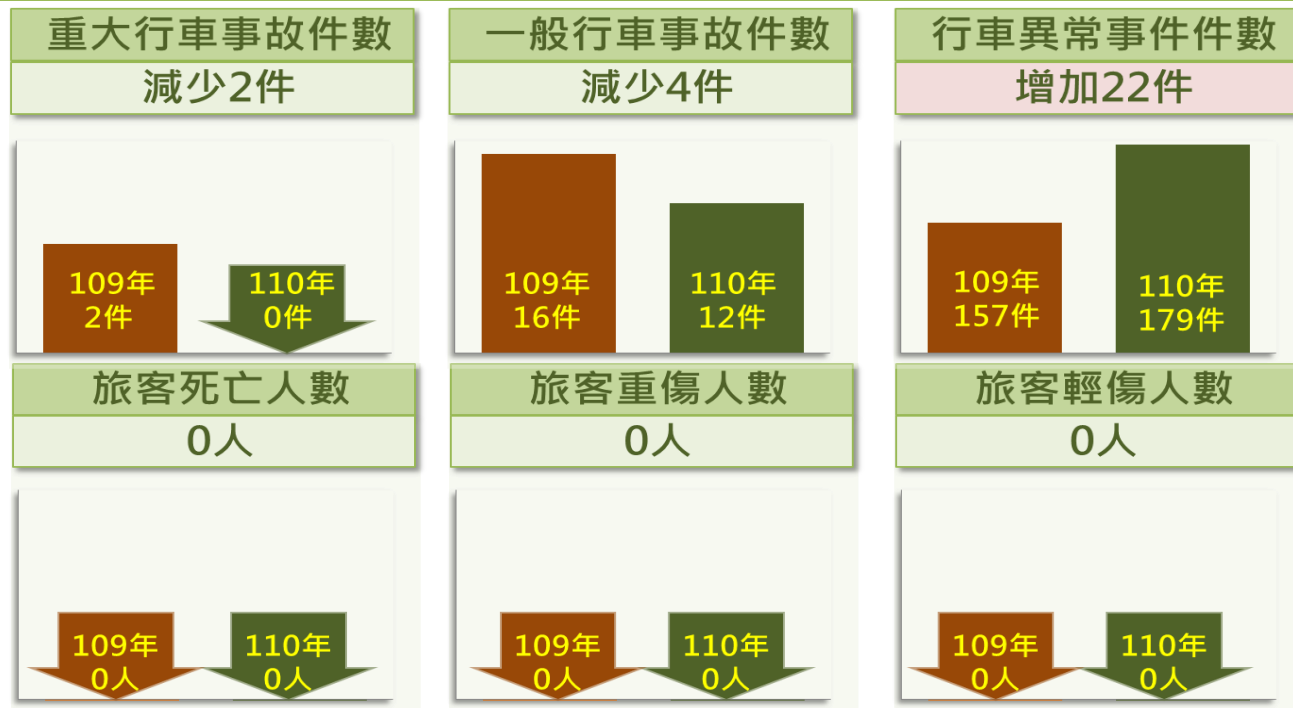 重大行車事故件數
減少2件
109年
2件
110年
0件
一般行車事故件數
減少4件
109年
16件
110年
12件
行車異常事件件數
增加22件
109年
157件
110年
179件
旅客死亡人數
0人
109年
0人
110年
0人
旅客重傷人數
0人
109年
0人
110年
0人
旅客輕傷人數
0人
109年
0人
110年
0人